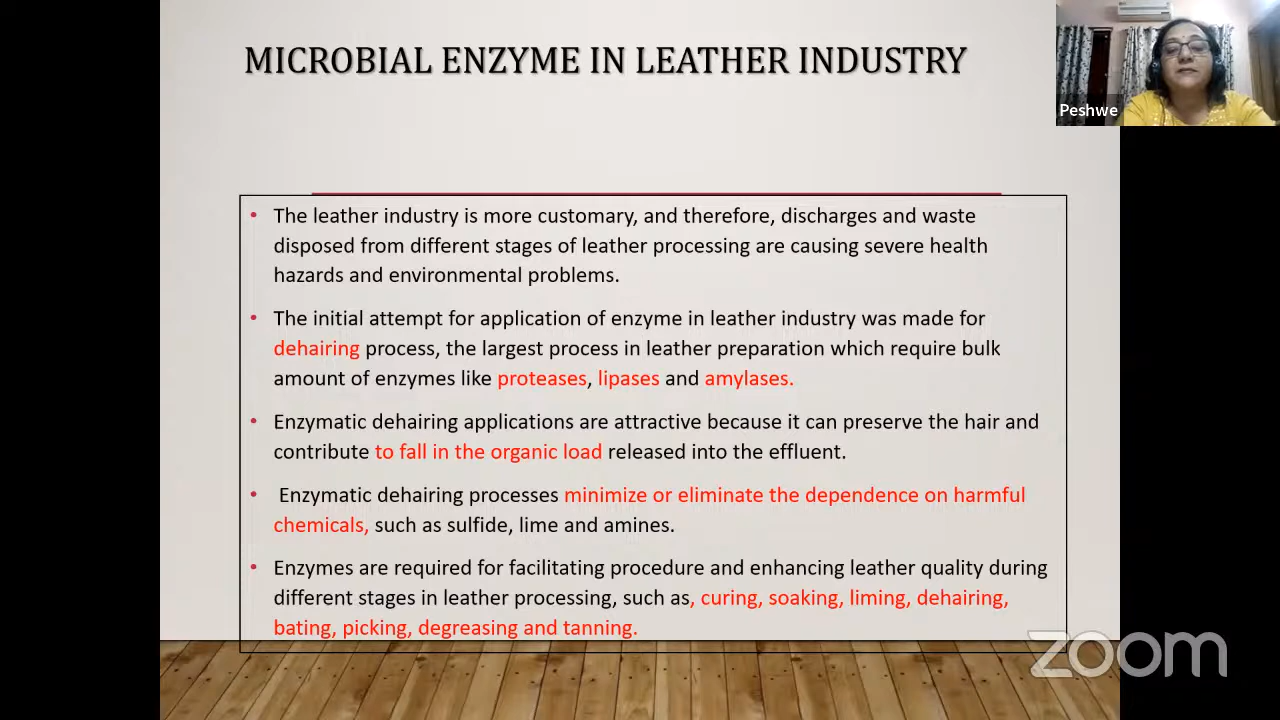 MICROBIAL ENZYME IN LEATHER INDUSTRY
Peshwe
• The leather industry is more customary, and therefore, discharges and waste
disposed from different stages of leather processing are causing severe health
hazards and environmental problems.
• The initial attempt for application of enzyme in leather industry was made for
dehairing process, the largest process in leather preparation which require bulk
amount of enzymes like proteases, lipases and amylases.
• Enzymatic dehairing applications are attractive because it can preserve the hair and
contribute to fall in the organic load released into the effluent.
• Enzymatic dehairing processes minimize or eliminate the dependence on harmful
chemicals, such as sulfide, lime and amines.
• Enzymes are required for facilitating procedure and enhancing leather quality during
different stages in leather processing, such as, curing, soaking, liming, dehairing,
bating, picking, degreasing and tanning.
zoom